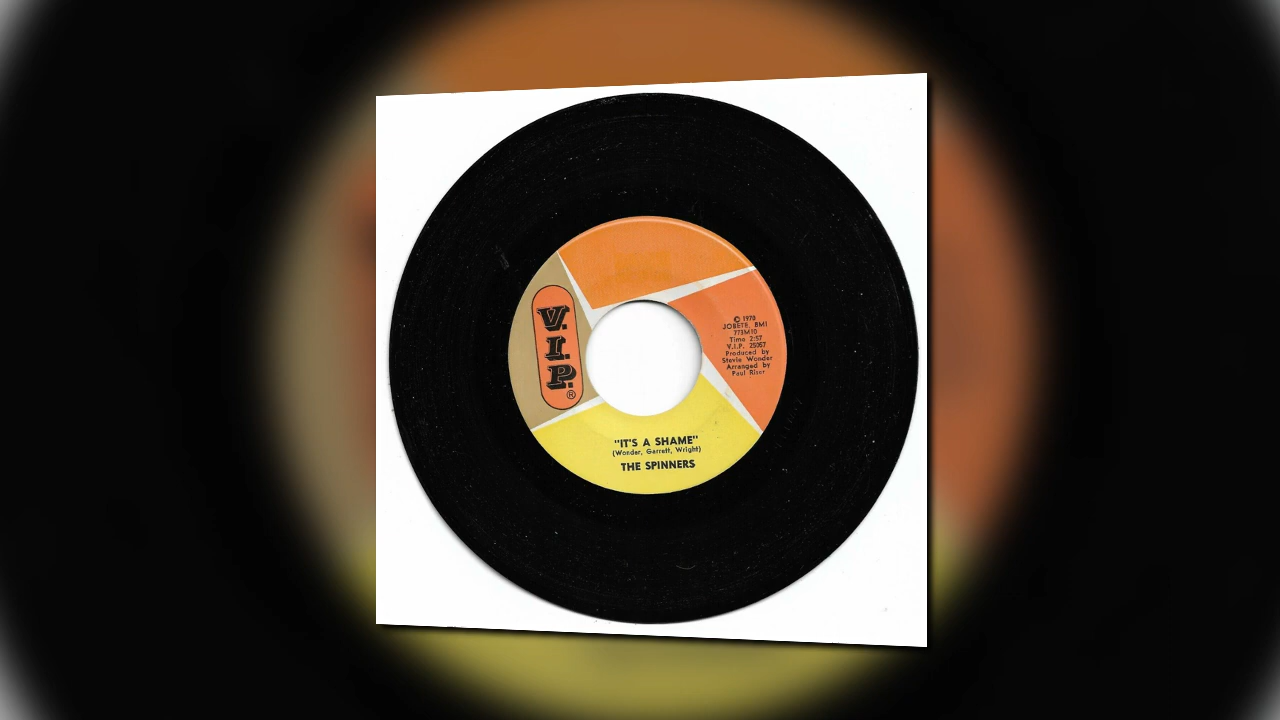 V.I.P.®
© 1970
JOBETE, BMI
773M10
Time 2:57
V.I.P. 25057
Produced by
Stevie Wonder
Arranged by
Paul Riser
"IT'S A SHAME"
(Wonder, Garrett, Wright)
THE SPINNERS